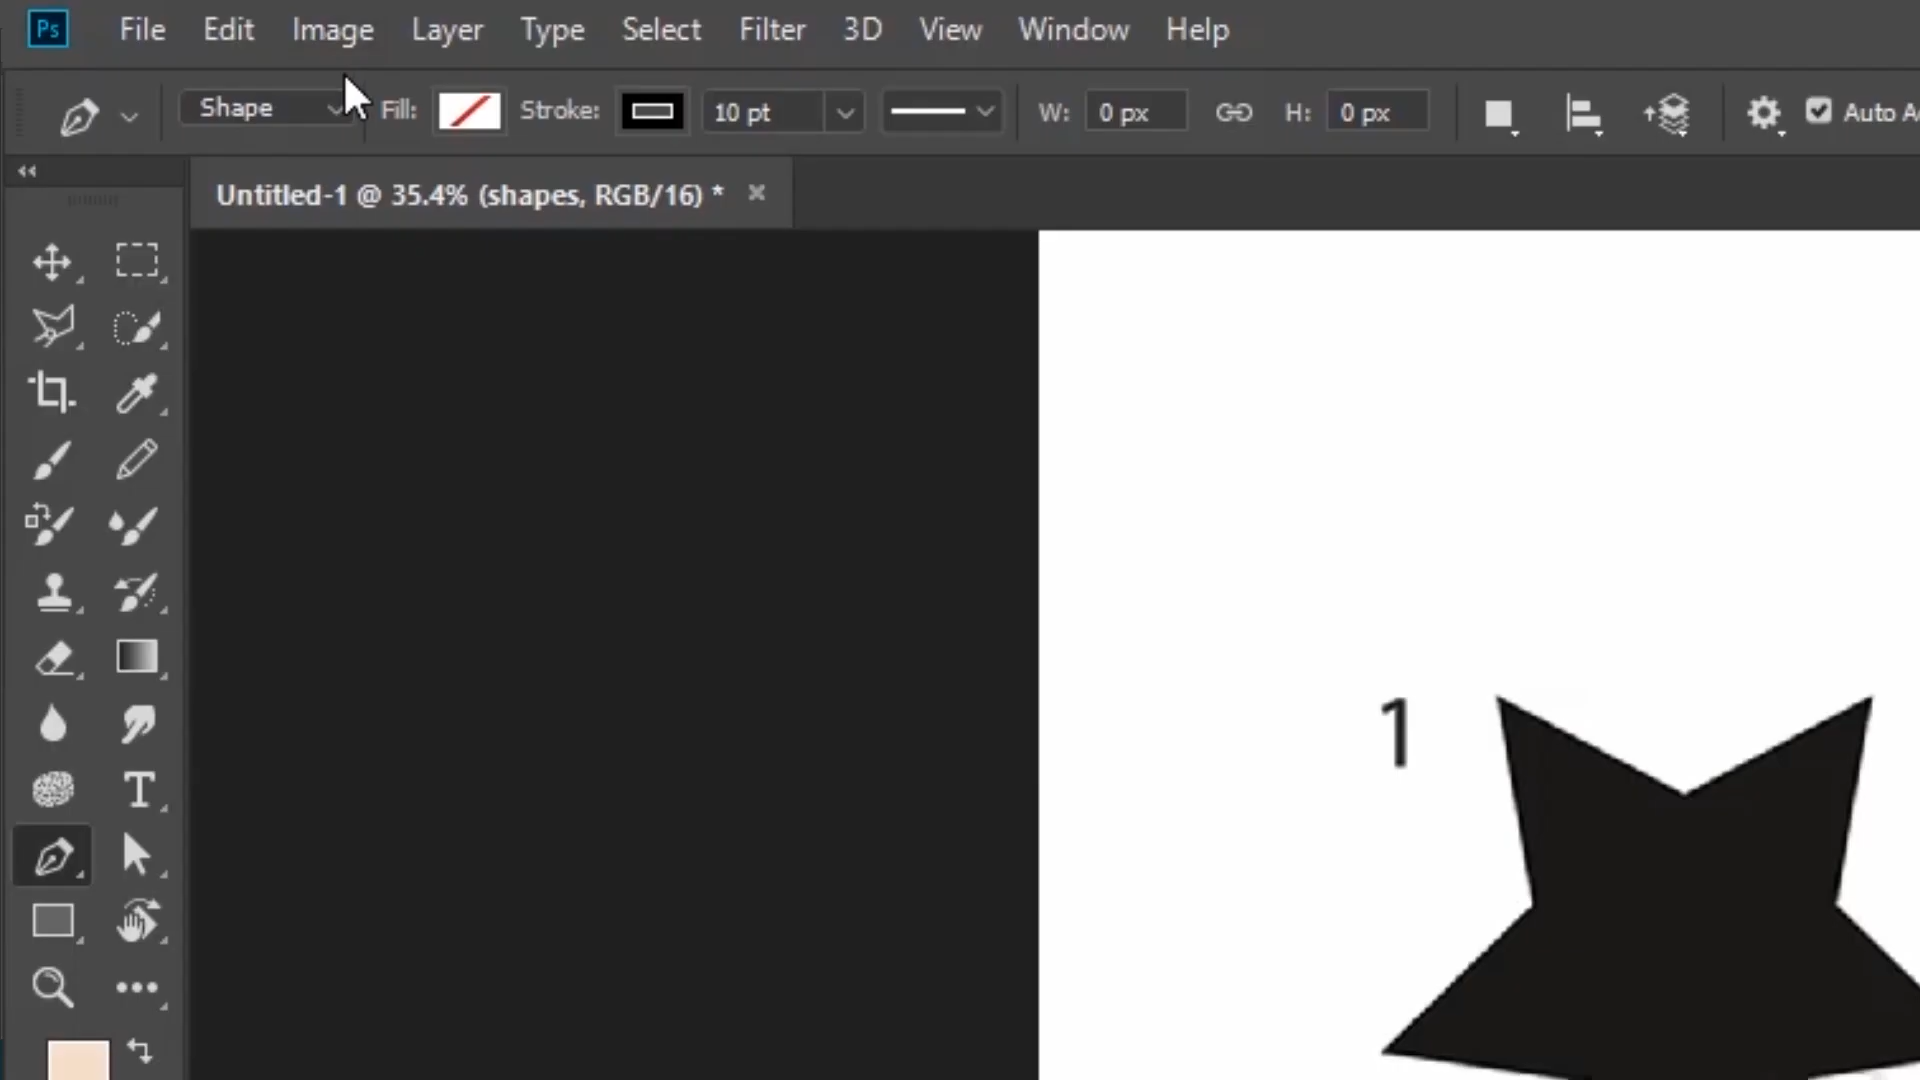 Ps File Edit Image Layer Type Select Filter 3D View Window Help
Shape Fill: Stroke: 10 pt W: 0 px H: 0 px Auto
Untitled-1 @ 35.4% (shapes, RGB/16) *
T
1